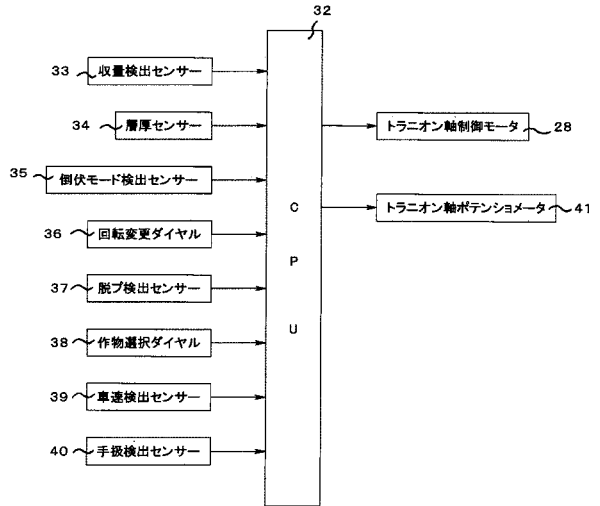 32
33 収量検出センサー
34 層厚センサー
35 倒伏モード検出センサー
36 回転変更ダイヤル
37 脱プ検出センサー
38 作物選択ダイヤル
39 車速検出センサー
40 手扱検出センサー
C
P
U
トラニオン軸制御モータ 28
トラニオン軸ポテンショメータ 41